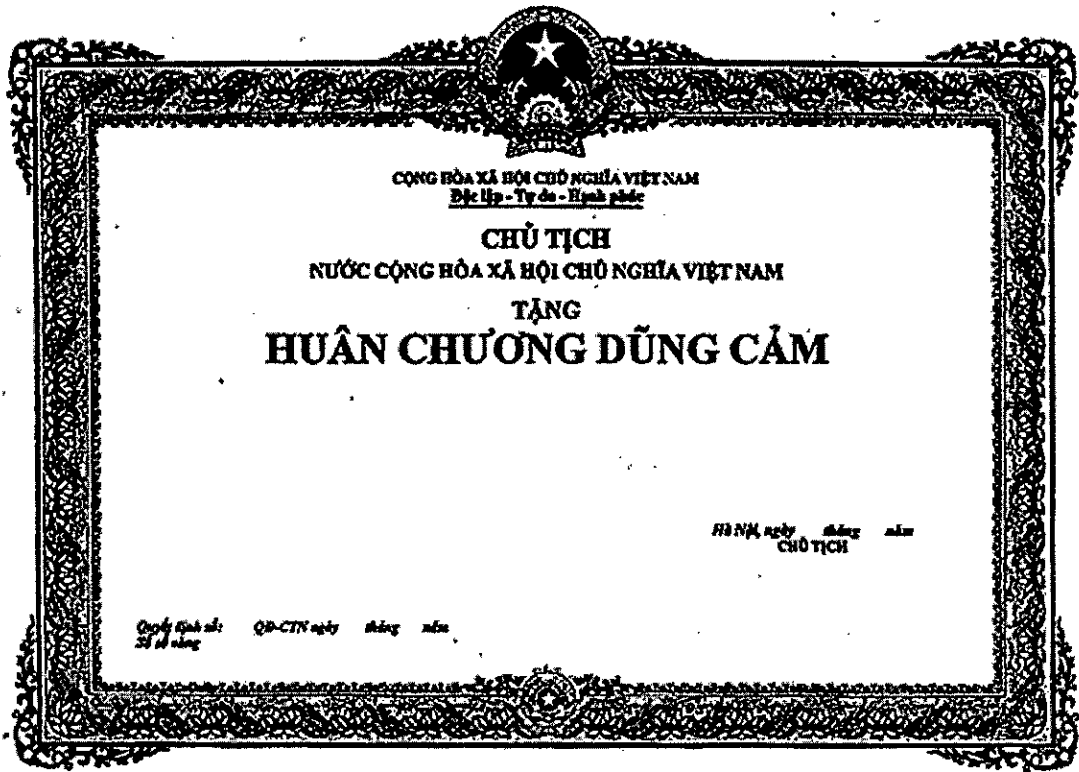 CỘNG HÒA XÃ HỘI CHỦ NGHĨA VIỆT NAM
Độc lập - Tự do - Hạnh phúc
CHỦ TỊCH
NƯỚC CỘNG HÒA XÃ HỘI CHỦ NGHĨA VIỆT NAM
TẶNG
HUÂN CHƯƠNG DŨNG CẢM
Hà Nội, ngày tháng năm
CHỦ TỊCH
Quyết định số: QĐ-CTN ngày tháng năm
Số sổ vàng